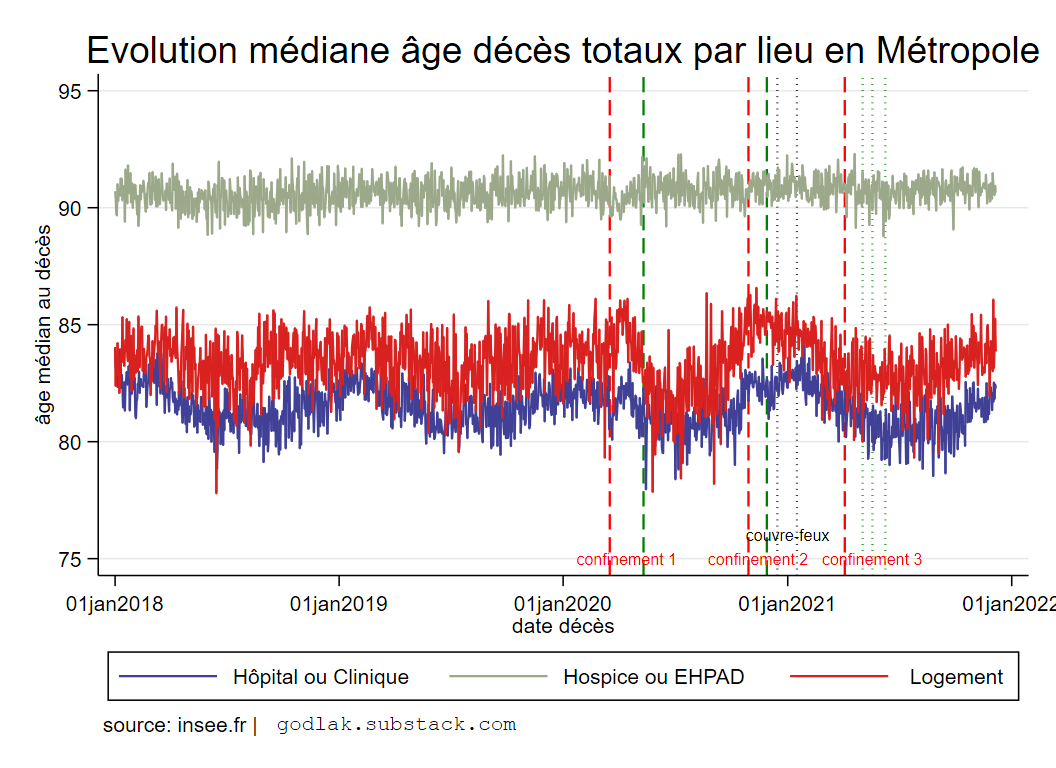 Evolution médiane âge décès totaux par lieu en Métropole
95
90
85
80
75
âge médian au décès
couvre-feux
confinement 1
confinement 2
confinement 3
01jan2018
01jan2019
01jan2020
01jan2021
01jan2022
date décès
Hôpital ou Clinique
Hospice ou EHPAD
Logement
source: insee.fr | godlak.substack.com